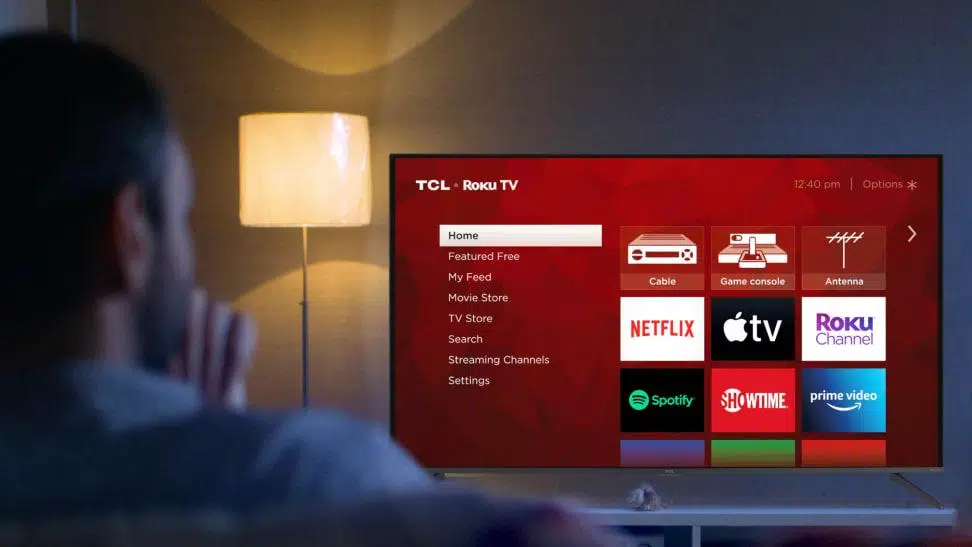 TCL • Roku TV
12:40 pm | Options
Home
Featured Free
My Feed
Movie Store
TV Store
Search
Streaming Channels
Settings
Cable
Game console
Antenna
NETFLIX
tv
Roku Channel
Spotify
SHOWTIME
prime video
TCL